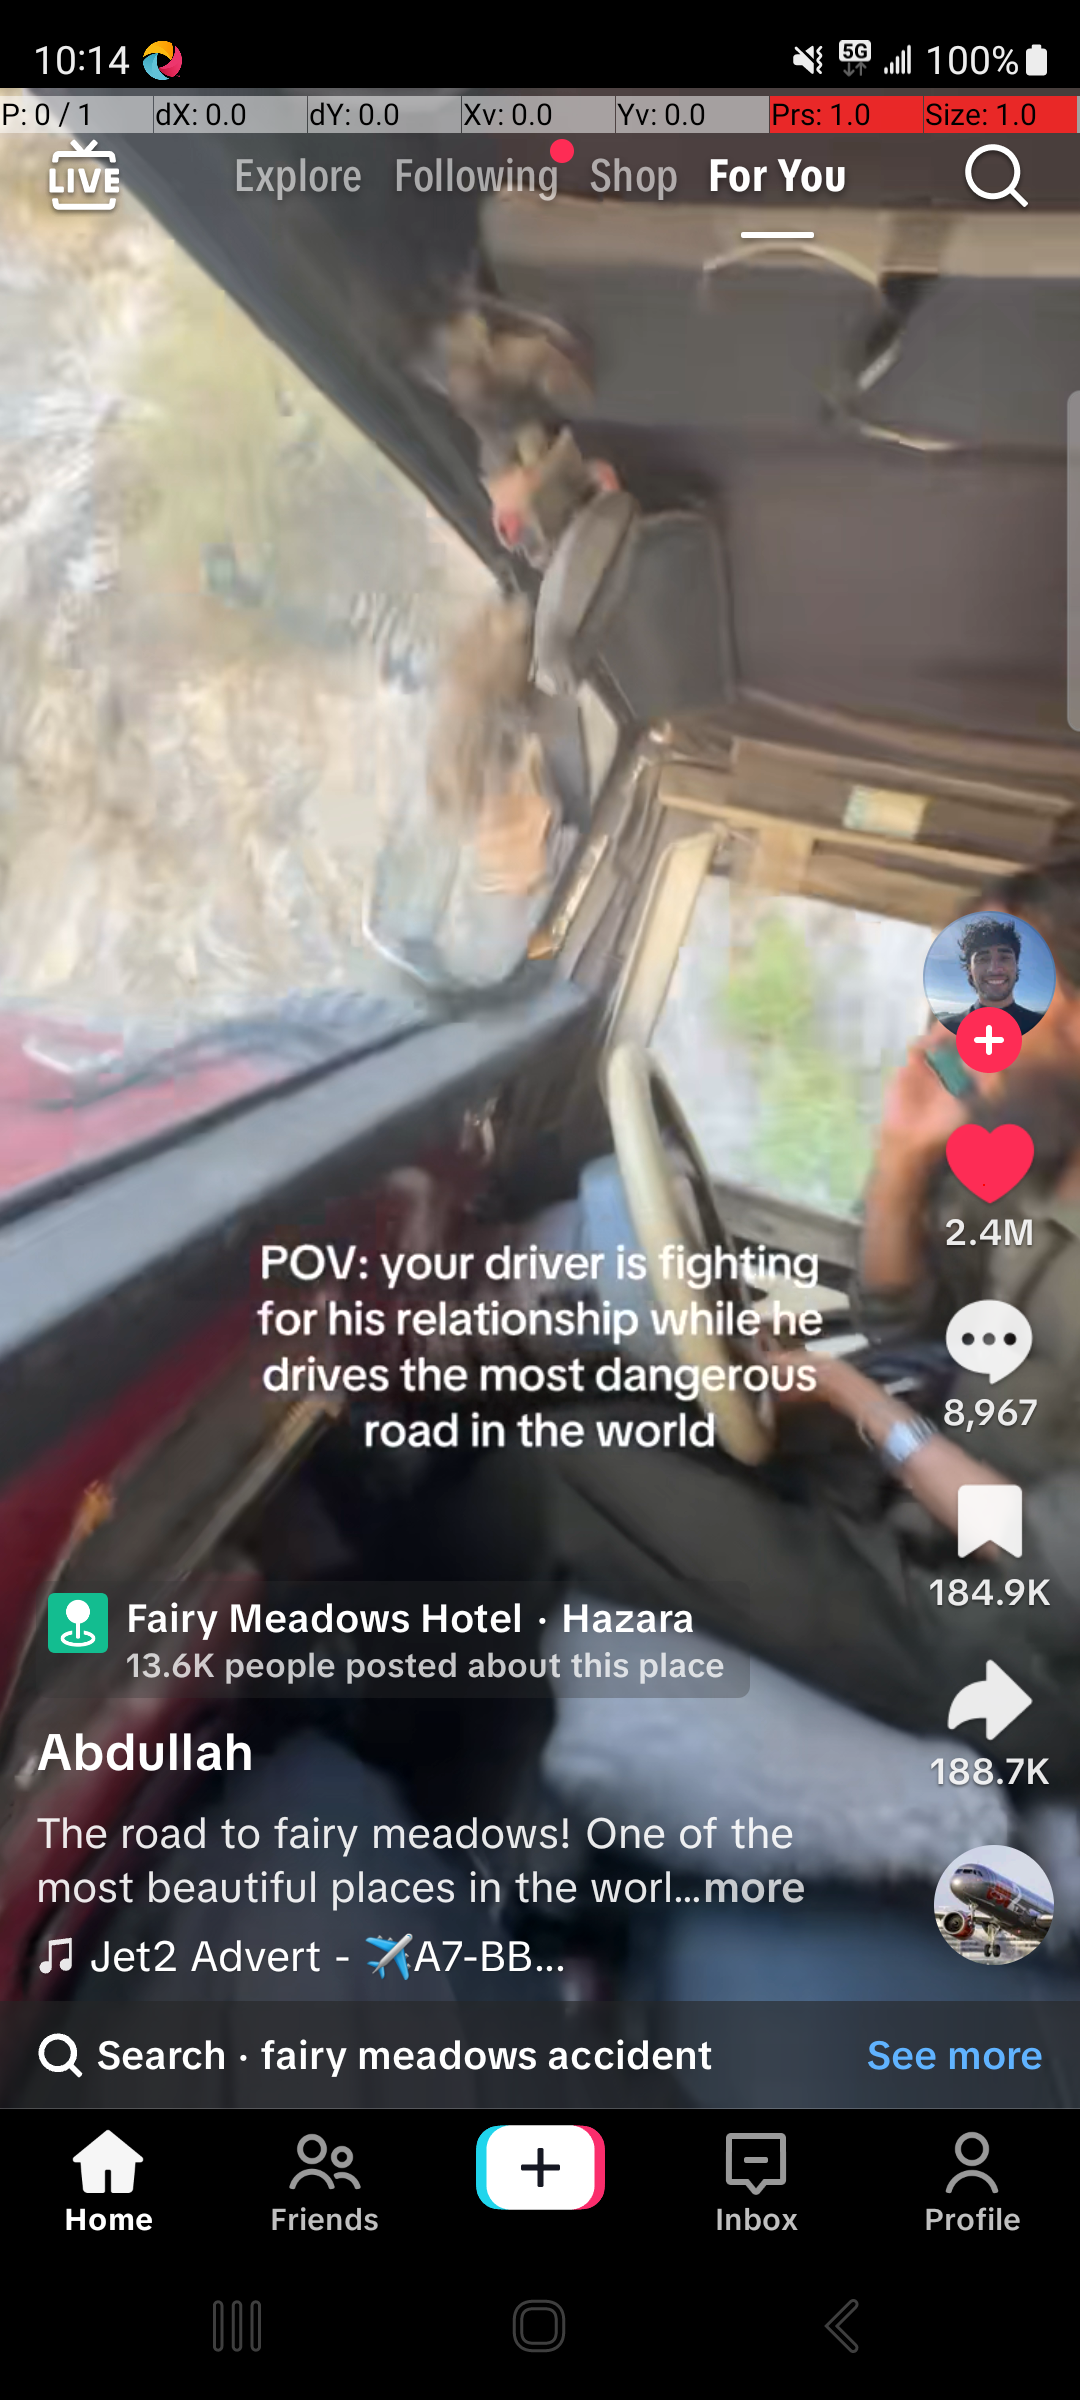 10:14
5G
100%
P: 0 / 1
dX: 0.0
dY: 0.0
Xv: 0.0
Yv: 0.0
Prs: 1.0
Size: 1.0
LIVE
Explore
Following
Shop
For You
POV: your driver is fighting
for his relationship while he
drives the most dangerous
road in the world
2.4M
8,967
184.9K
188.7K
Fairy Meadows Hotel · Hazara
13.6K people posted about this place
Abdullah
The road to fairy meadows! One of the
most beautiful places in the worl...more
Jet2 Advert - ✈️A7-BB...
Search · fairy meadows accident
See more
Home
Friends
Inbox
Profile